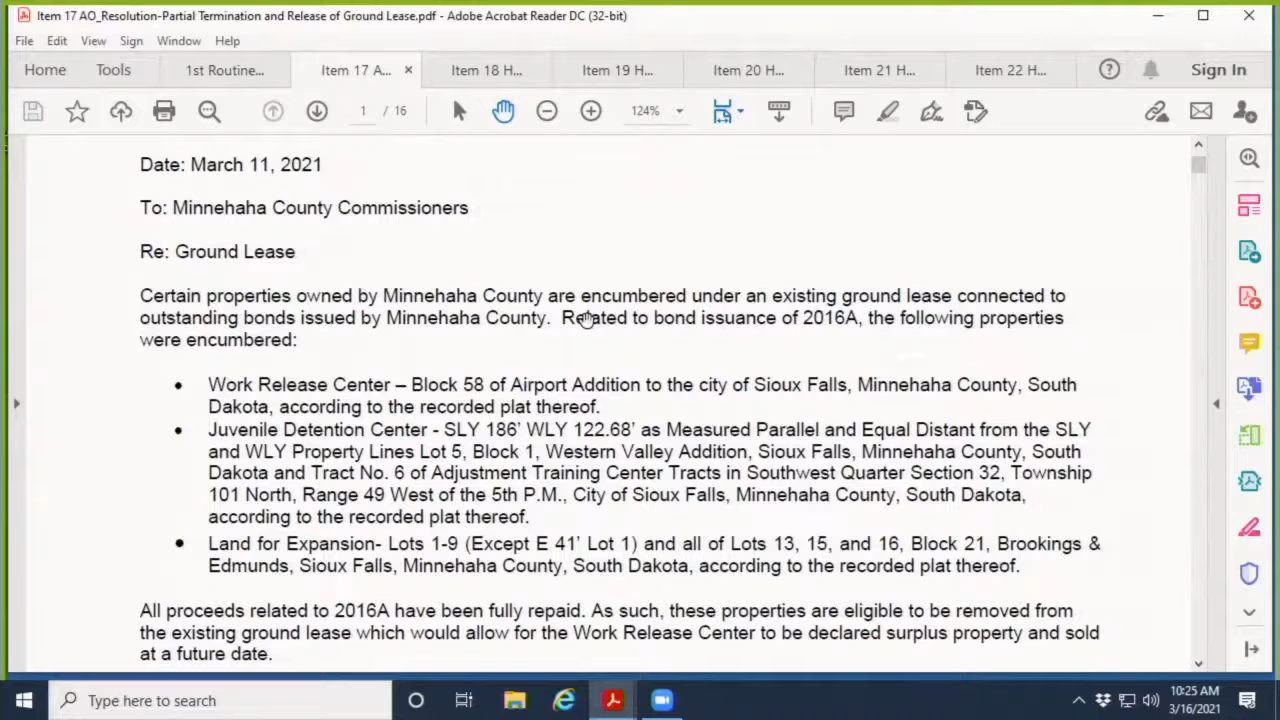 Item 17 AO_Resolution-Partial Termination and Release of Ground Lease.pdf - Adobe Acrobat Reader DC (32-bit)
File Edit View Sign Window Help
Home Tools 1st Routine... Item 17 A... × Item 18 H... Item 19 H... Item 20 H... Item 21 H... Item 22 H... Sign In
1 / 16 124%
Date: March 11, 2021
To: Minnehaha County Commissioners
Re: Ground Lease
Certain properties owned by Minnehaha County are encumbered under an existing ground lease connected to
outstanding bonds issued by Minnehaha County. Related to bond issuance of 2016A, the following properties
were encumbered:
• Work Release Center – Block 58 of Airport Addition to the city of Sioux Falls, Minnehaha County, South
Dakota, according to the recorded plat thereof.
• Juvenile Detention Center - SLY 186’ WLY 122.68’ as Measured Parallel and Equal Distant from the SLY
and WLY Property Lines Lot 5, Block 1, Western Valley Addition, Sioux Falls, Minnehaha County, South
Dakota and Tract No. 6 of Adjustment Training Center Tracts in Southwest Quarter Section 32, Township
101 North, Range 49 West of the 5th P.M., City of Sioux Falls, Minnehaha County, South Dakota,
according to the recorded plat thereof.
• Land for Expansion- Lots 1-9 (Except E 41’ Lot 1) and all of Lots 13, 15, and 16, Block 21, Brookings &
Edmunds, Sioux Falls, Minnehaha County, South Dakota, according to the recorded plat thereof.
All proceeds related to 2016A have been fully repaid. As such, these properties are eligible to be removed from
the existing ground lease which would allow for the Work Release Center to be declared surplus property and sold
at a future date.
Type here to search
10:25 AM
3/16/2021